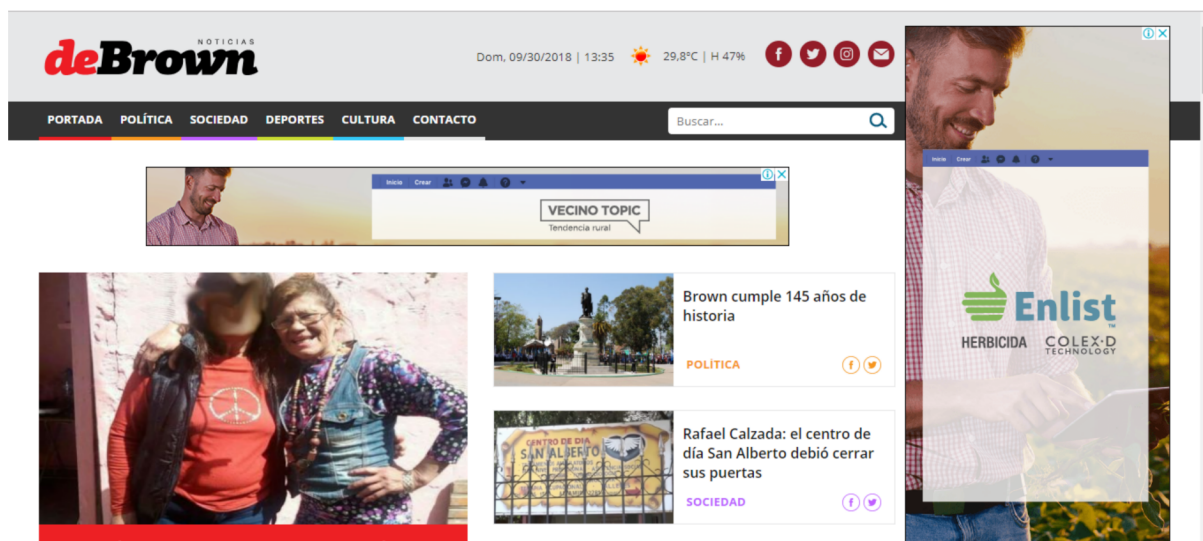 NOTICIAS
deBrown
Dom, 09/30/2018 | 13:35
29,8°C | H 47%
PORTADA POLÍTICA SOCIEDAD DEPORTES CULTURA CONTACTO
Buscar...
Inicio Crear
VECINO TOPIC
Tendencia rural
Inicio Crear
Enlist™
HERBICIDA COLEX·D
TECHNOLOGY
Brown cumple 145 años de
historia
POLÍTICA
CENTRO DE DIA
SAN ALBERTO
Rafael Calzada: el centro de
día San Alberto debió cerrar
sus puertas
SOCIEDAD